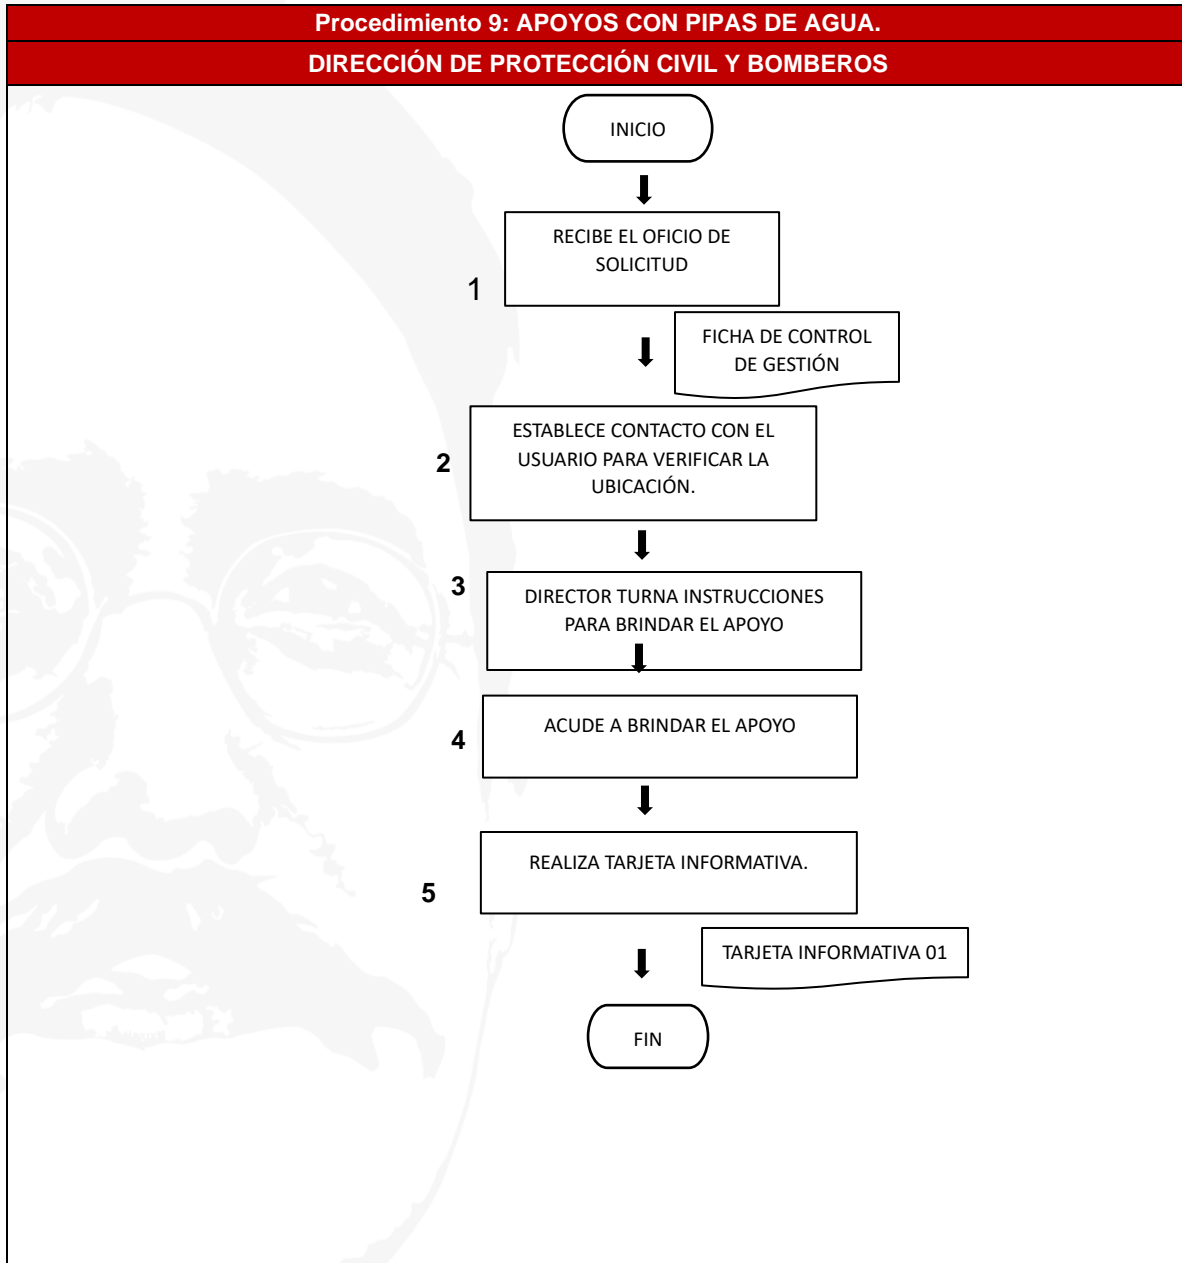 Procedimiento 9: APOYOS CON PIPAS DE AGUA.
DIRECCIÓN DE PROTECCIÓN CIVIL Y BOMBEROS
INICIO
RECIBE EL OFICIO DE
SOLICITUD
1
FICHA DE CONTROL
DE GESTIÓN
ESTABLECE CONTACTO CON EL
USUARIO PARA VERIFICAR LA
UBICACIÓN.
2
3
DIRECTOR TURNA INSTRUCCIONES
PARA BRINDAR EL APOYO
ACUDE A BRINDAR EL APOYO
4
REALIZA TARJETA INFORMATIVA.
5
TARJETA INFORMATIVA 01
FIN